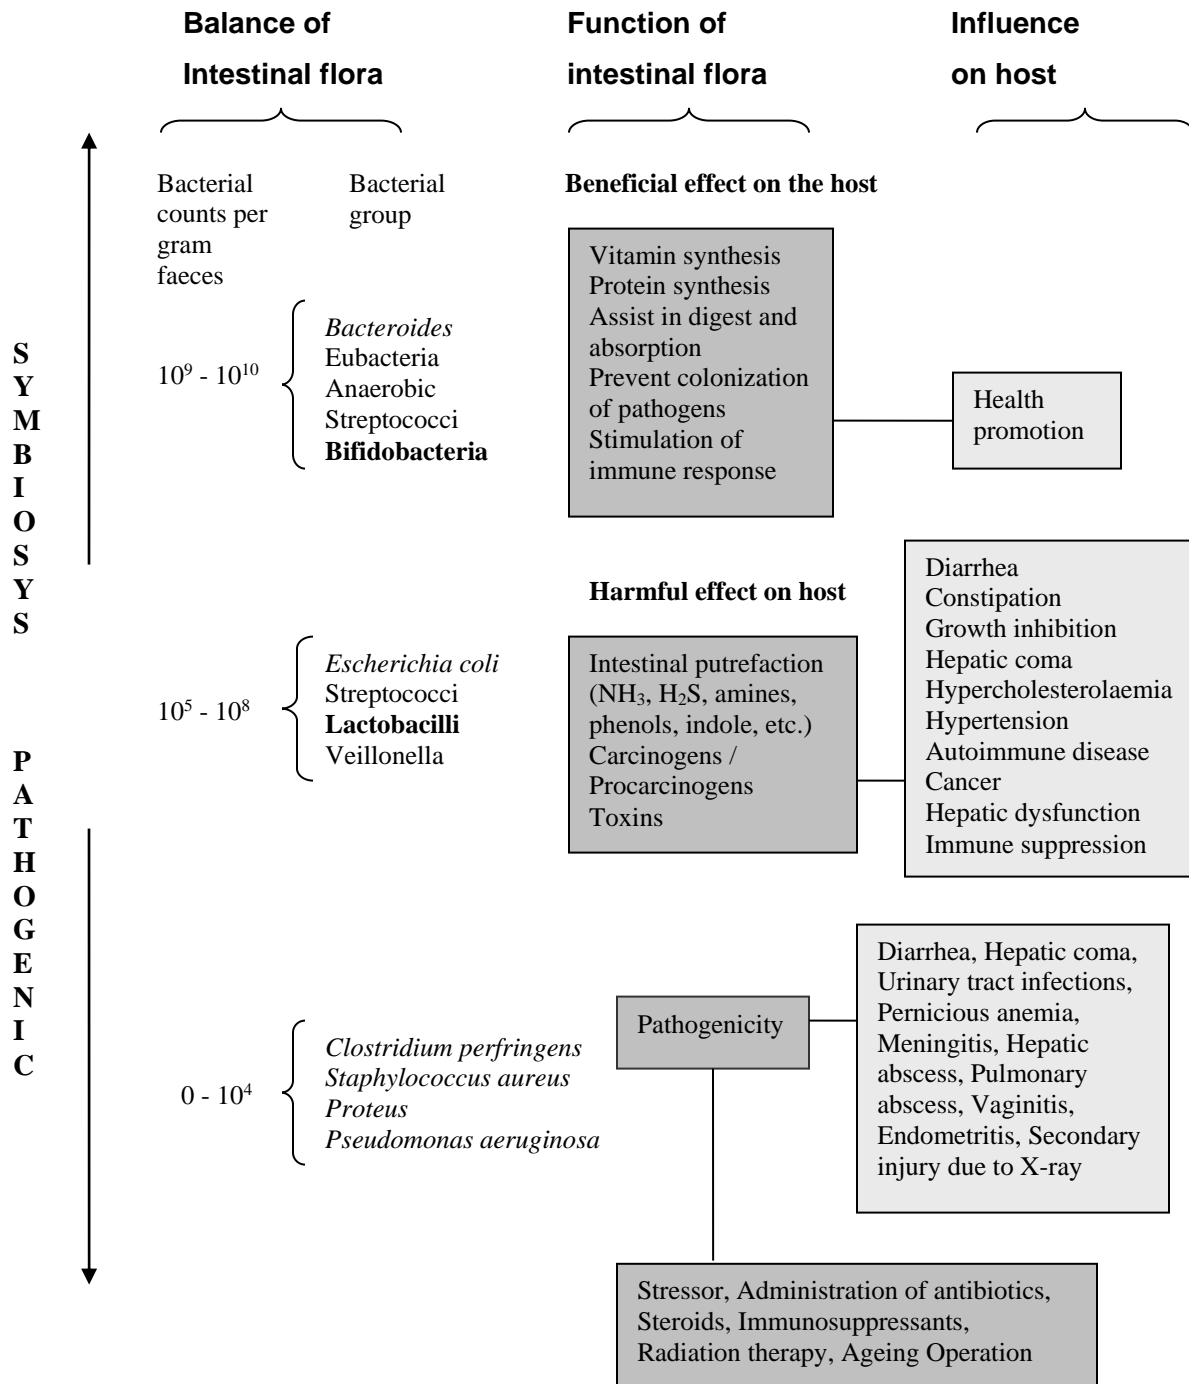 Balance of
Intestinal flora
Function of
intestinal flora
Influence
on host
Bacterial
counts per
gram
faeces
Bacterial
group
Beneficial effect on the host
SYMBIOSYS
10⁹ - 10¹⁰
Bacteroides
Eubacteria
Anaerobic
Streptococci
Bifidobacteria
Vitamin synthesis
Protein synthesis
Assist in digest and
absorption
Prevent colonization
of pathogens
Stimulation of
immune response
Health
promotion
Harmful effect on host
10⁵ - 10⁸
Escherichia coli
Streptococci
Lactobacilli
Veillonella
Intestinal putrefaction
(NH₃, H₂S, amines,
phenols, indole, etc.)
Carcinogens /
Procarcinogens
Toxins
Diarrhea
Constipation
Growth inhibition
Hepatic coma
Hypercholesterolaemia
Hypertension
Autoimmune disease
Cancer
Hepatic dysfunction
Immune suppression
PATHOGENIC
0 - 10⁴
Clostridium perfringens
Staphylococcus aureus
Proteus
Pseudomonas aeruginosa
Pathogenicity
Diarrhea, Hepatic coma,
Urinary tract infections,
Pernicious anemia,
Meningitis, Hepatic
abscess, Pulmonary
abscess, Vaginitis,
Endometritis, Secondary
injury due to X-ray
Stressor, Administration of antibiotics,
Steroids, Immunosuppressants,
Radiation therapy, Ageing Operation